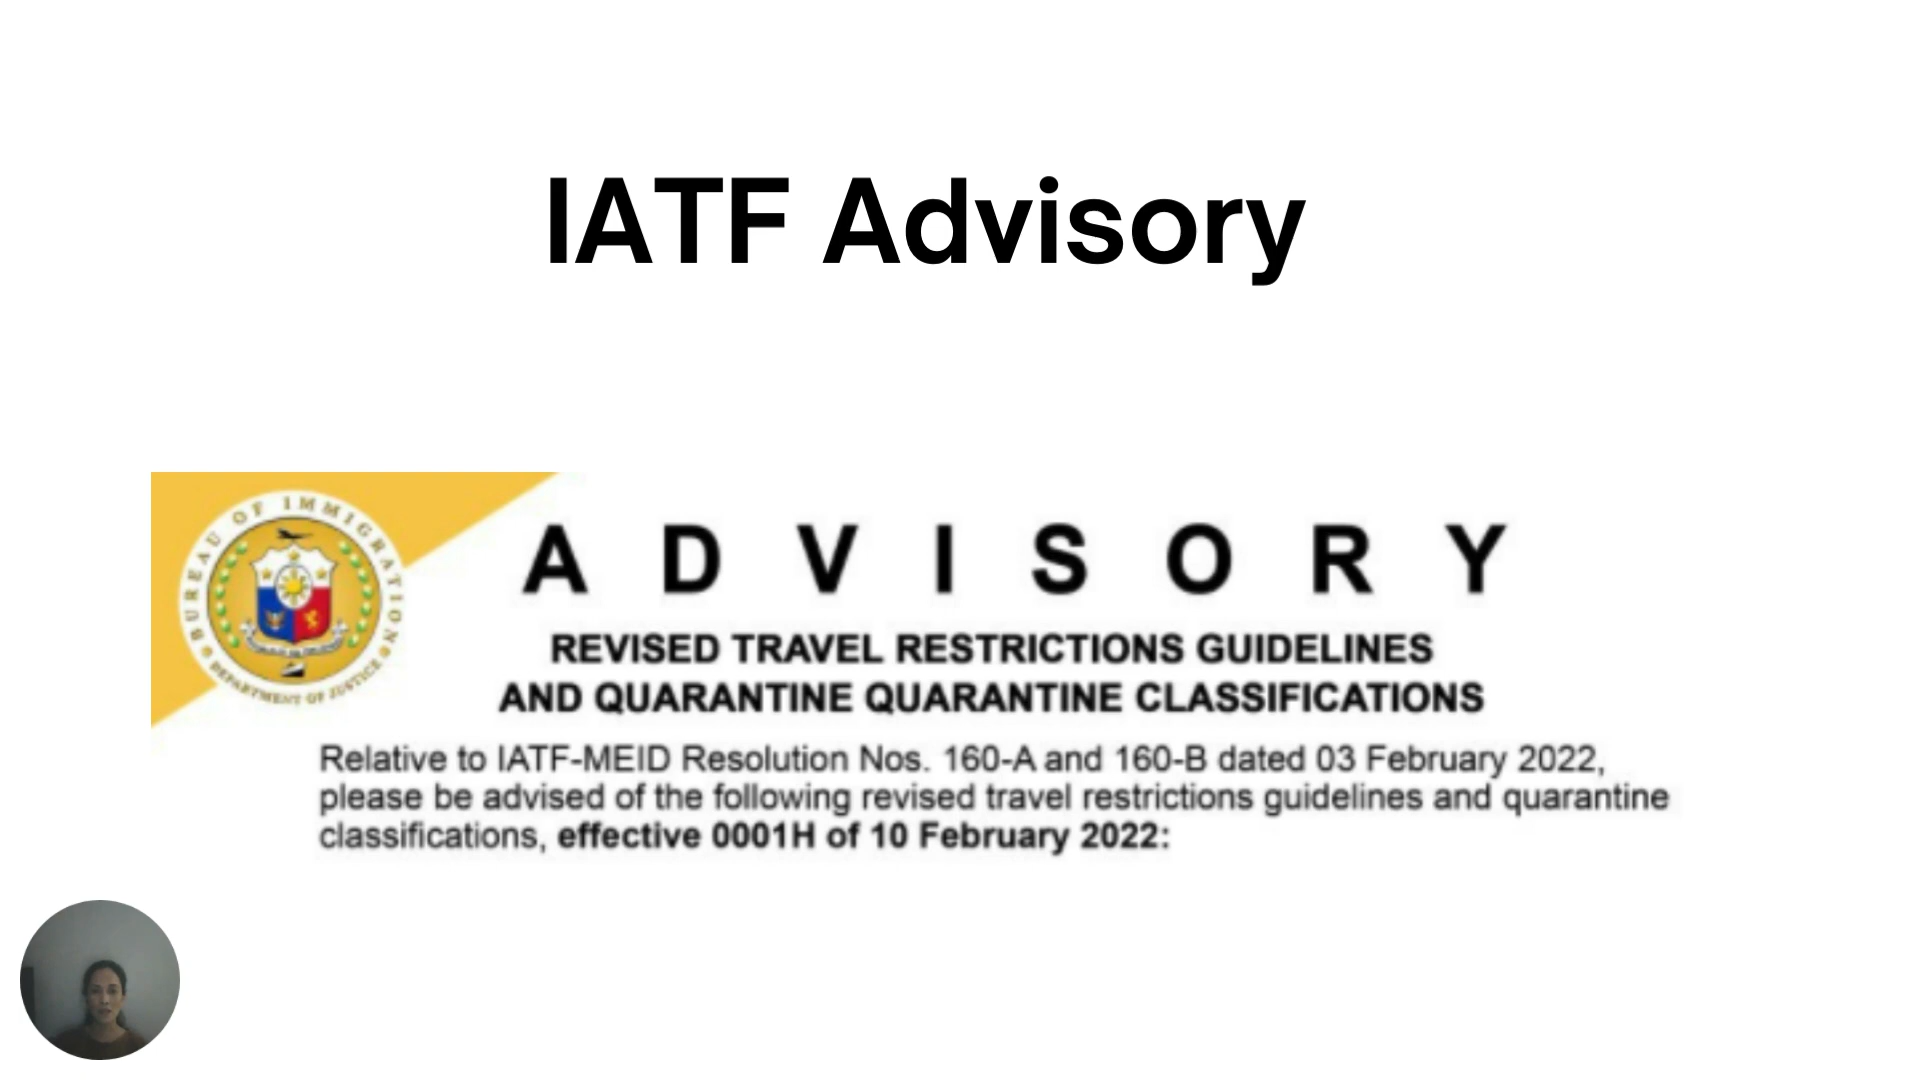 IATF Advisory
BUREAU OF IMMIGRATION
DEPARTMENT OF JUSTICE
A D V I S O R Y
REVISED TRAVEL RESTRICTIONS GUIDELINES
AND QUARANTINE QUARANTINE CLASSIFICATIONS
Relative to IATF-MEID Resolution Nos. 160-A and 160-B dated 03 February 2022,
please be advised of the following revised travel restrictions guidelines and quarantine
classifications, effective 0001H of 10 February 2022: